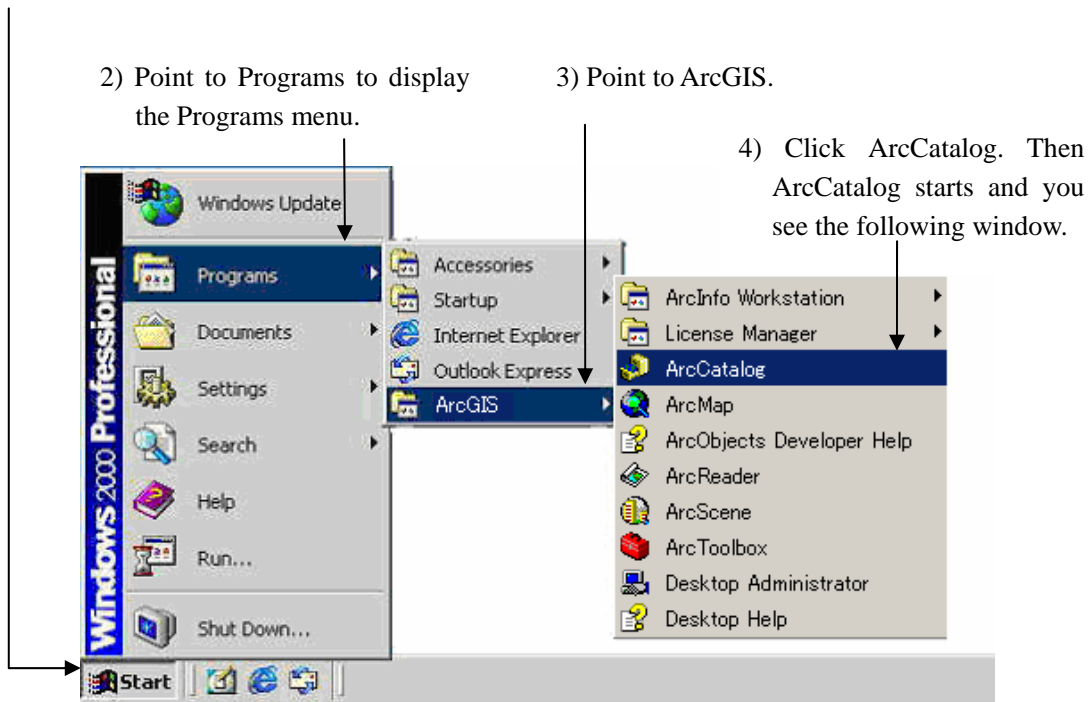 2) Point to Programs to display
the Programs menu.
3) Point to ArcGIS.
4) Click ArcCatalog. Then
ArcCatalog starts and you
see the following window.
Windows 2000 Professional
Windows Update
Programs
Documents
Settings
Search
Help
Run...
Shut Down...
Accessories
Startup
Internet Explorer
Outlook Express
ArcGIS
ArcInfo Workstation
License Manager
ArcCatalog
ArcMap
ArcObjects Developer Help
ArcReader
ArcScene
ArcToolbox
Desktop Administrator
Desktop Help
Start